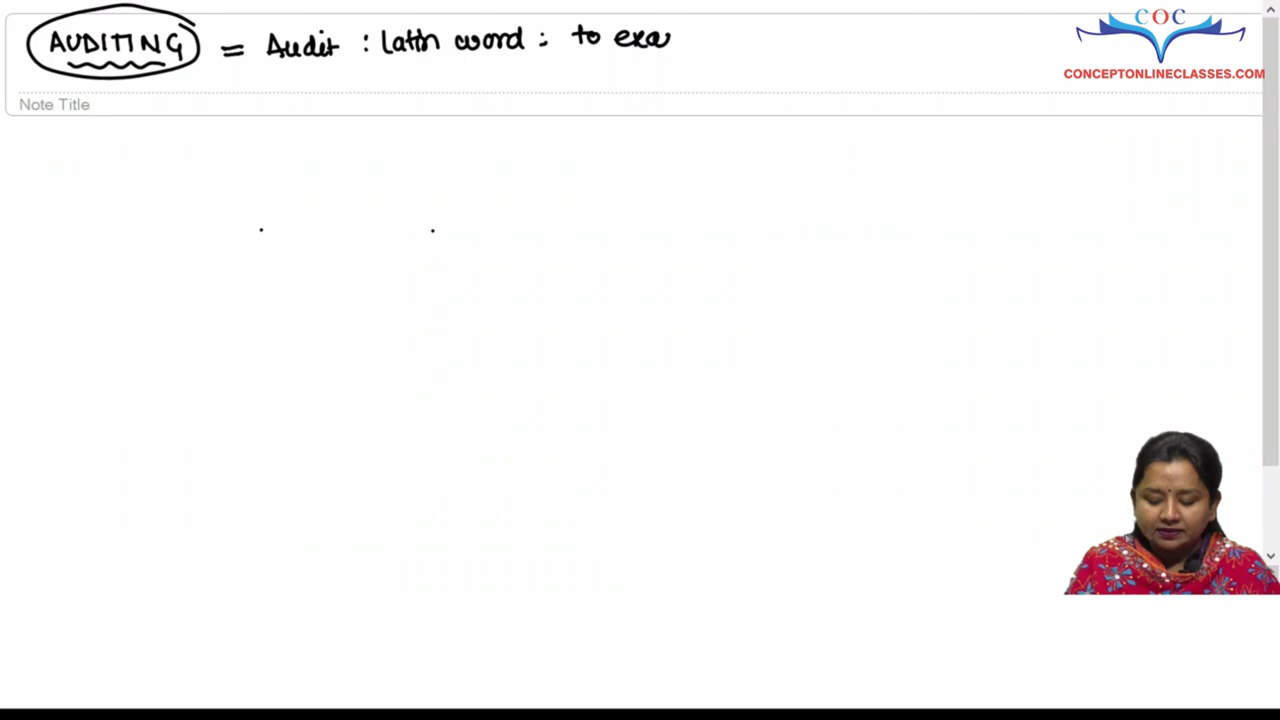 AUDITING = Audit : Latin word : to exa
COC
CONCEPTONLINECLASSES.COM
Note Title